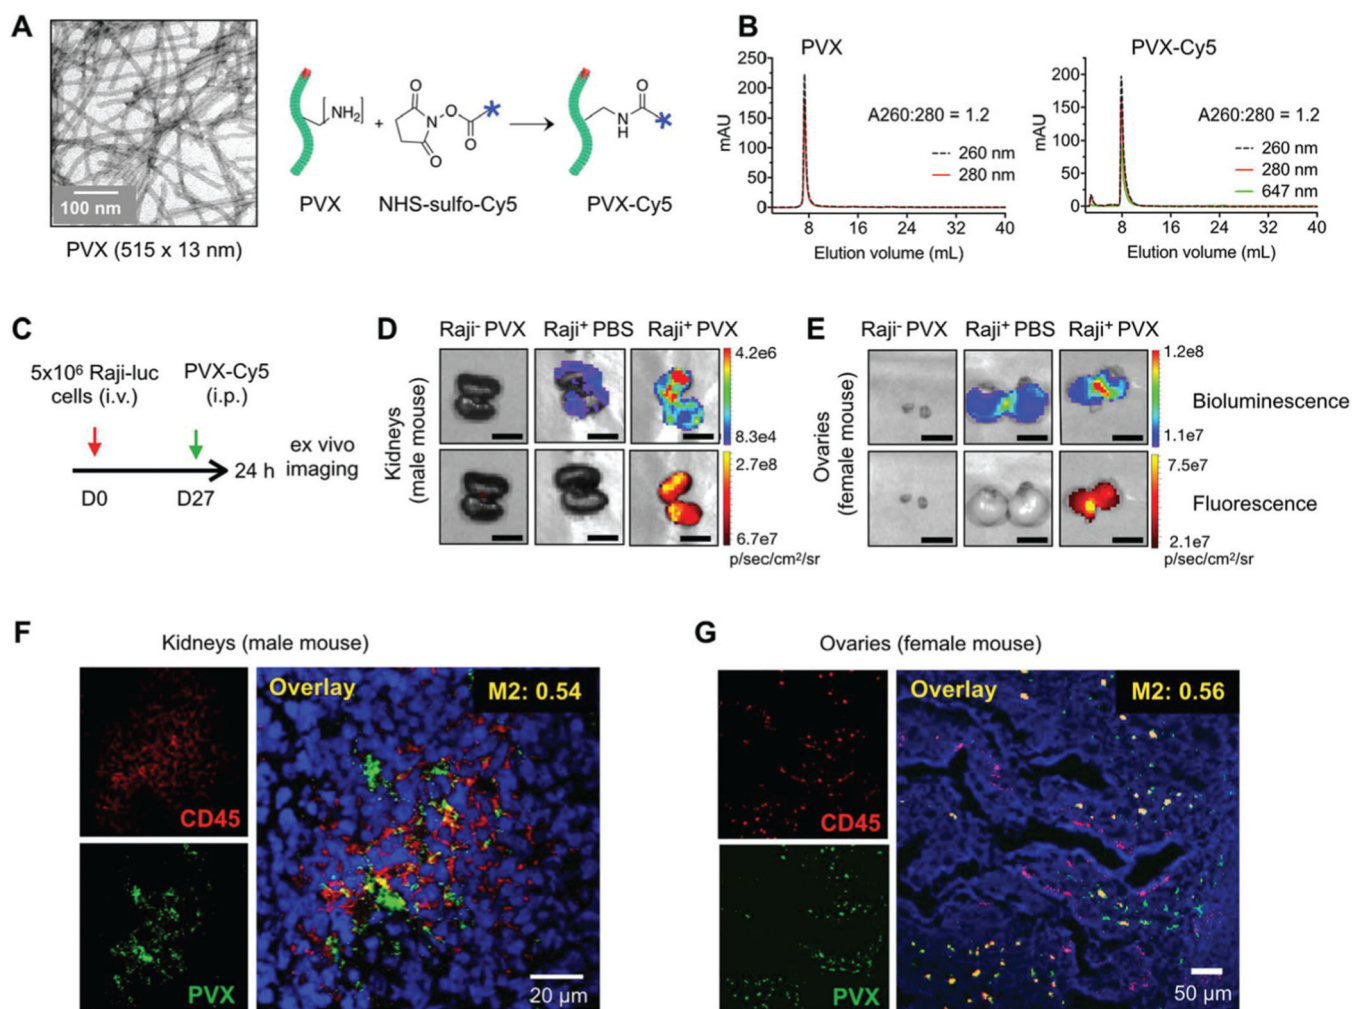 A
100 nm
PVX (515 x 13 nm)
NH₂
+
O
N
O
O
O
PVX
NHS-sulfo-Cy5
O
N
H
PVX-Cy5
B
PVX
mAU
250
200
150
100
50
0
A260:280 = 1.2
260 nm
280 nm
8 16 24 32 40
Elution volume (mL)
PVX-Cy5
mAU
200
150
100
50
0
A260:280 = 1.2
260 nm
280 nm
647 nm
8 16 24 32 40
Elution volume (mL)
C
5x10⁶ Raji-luc
cells (i.v.)
PVX-Cy5
(i.p.)
D0
D27
24 h
ex vivo
imaging
D
Raji⁻ PVX
Raji⁺ PBS
Raji⁺ PVX
Kidneys
(male mouse)
4.2e6
8.3e4
2.7e8
6.7e7
p/sec/cm²/sr
E
Raji⁻ PVX
Raji⁺ PBS
Raji⁺ PVX
Ovaries
(female mouse)
1.2e8
Bioluminescence
1.1e7
7.5e7
Fluorescence
2.1e7
p/sec/cm²/sr
F
Kidneys (male mouse)
CD45
PVX
Overlay
M2: 0.54
20 µm
G
Ovaries (female mouse)
CD45
PVX
Overlay
M2: 0.56
50 µm